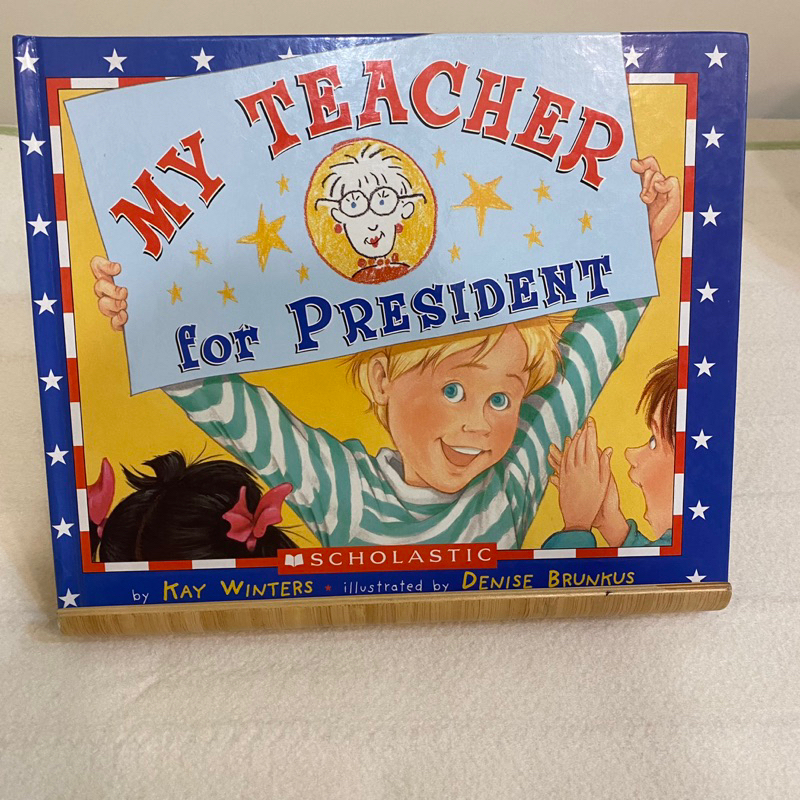 MY TEACHER
for PRESIDENT
SCHOLASTIC
by KAY WINTERS ★ illustrated by DENISE BRUNKUS